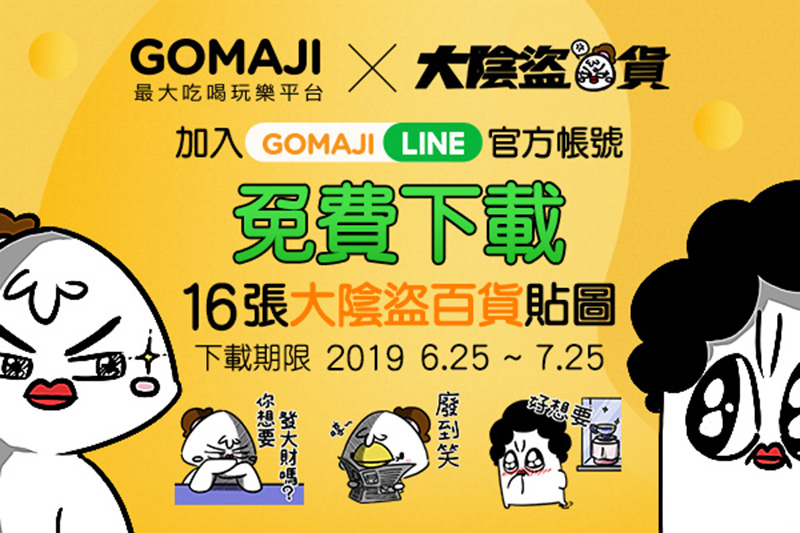 GOMAJI
最大吃喝玩樂平台
大陰盜百貨
加入 GOMAJI LINE 官方帳號
免費下載
16張大陰盜百貨貼圖
下載期限 2019 6.25 ~ 7.25
你想要
發大財嗎?
廢到笑
好想要